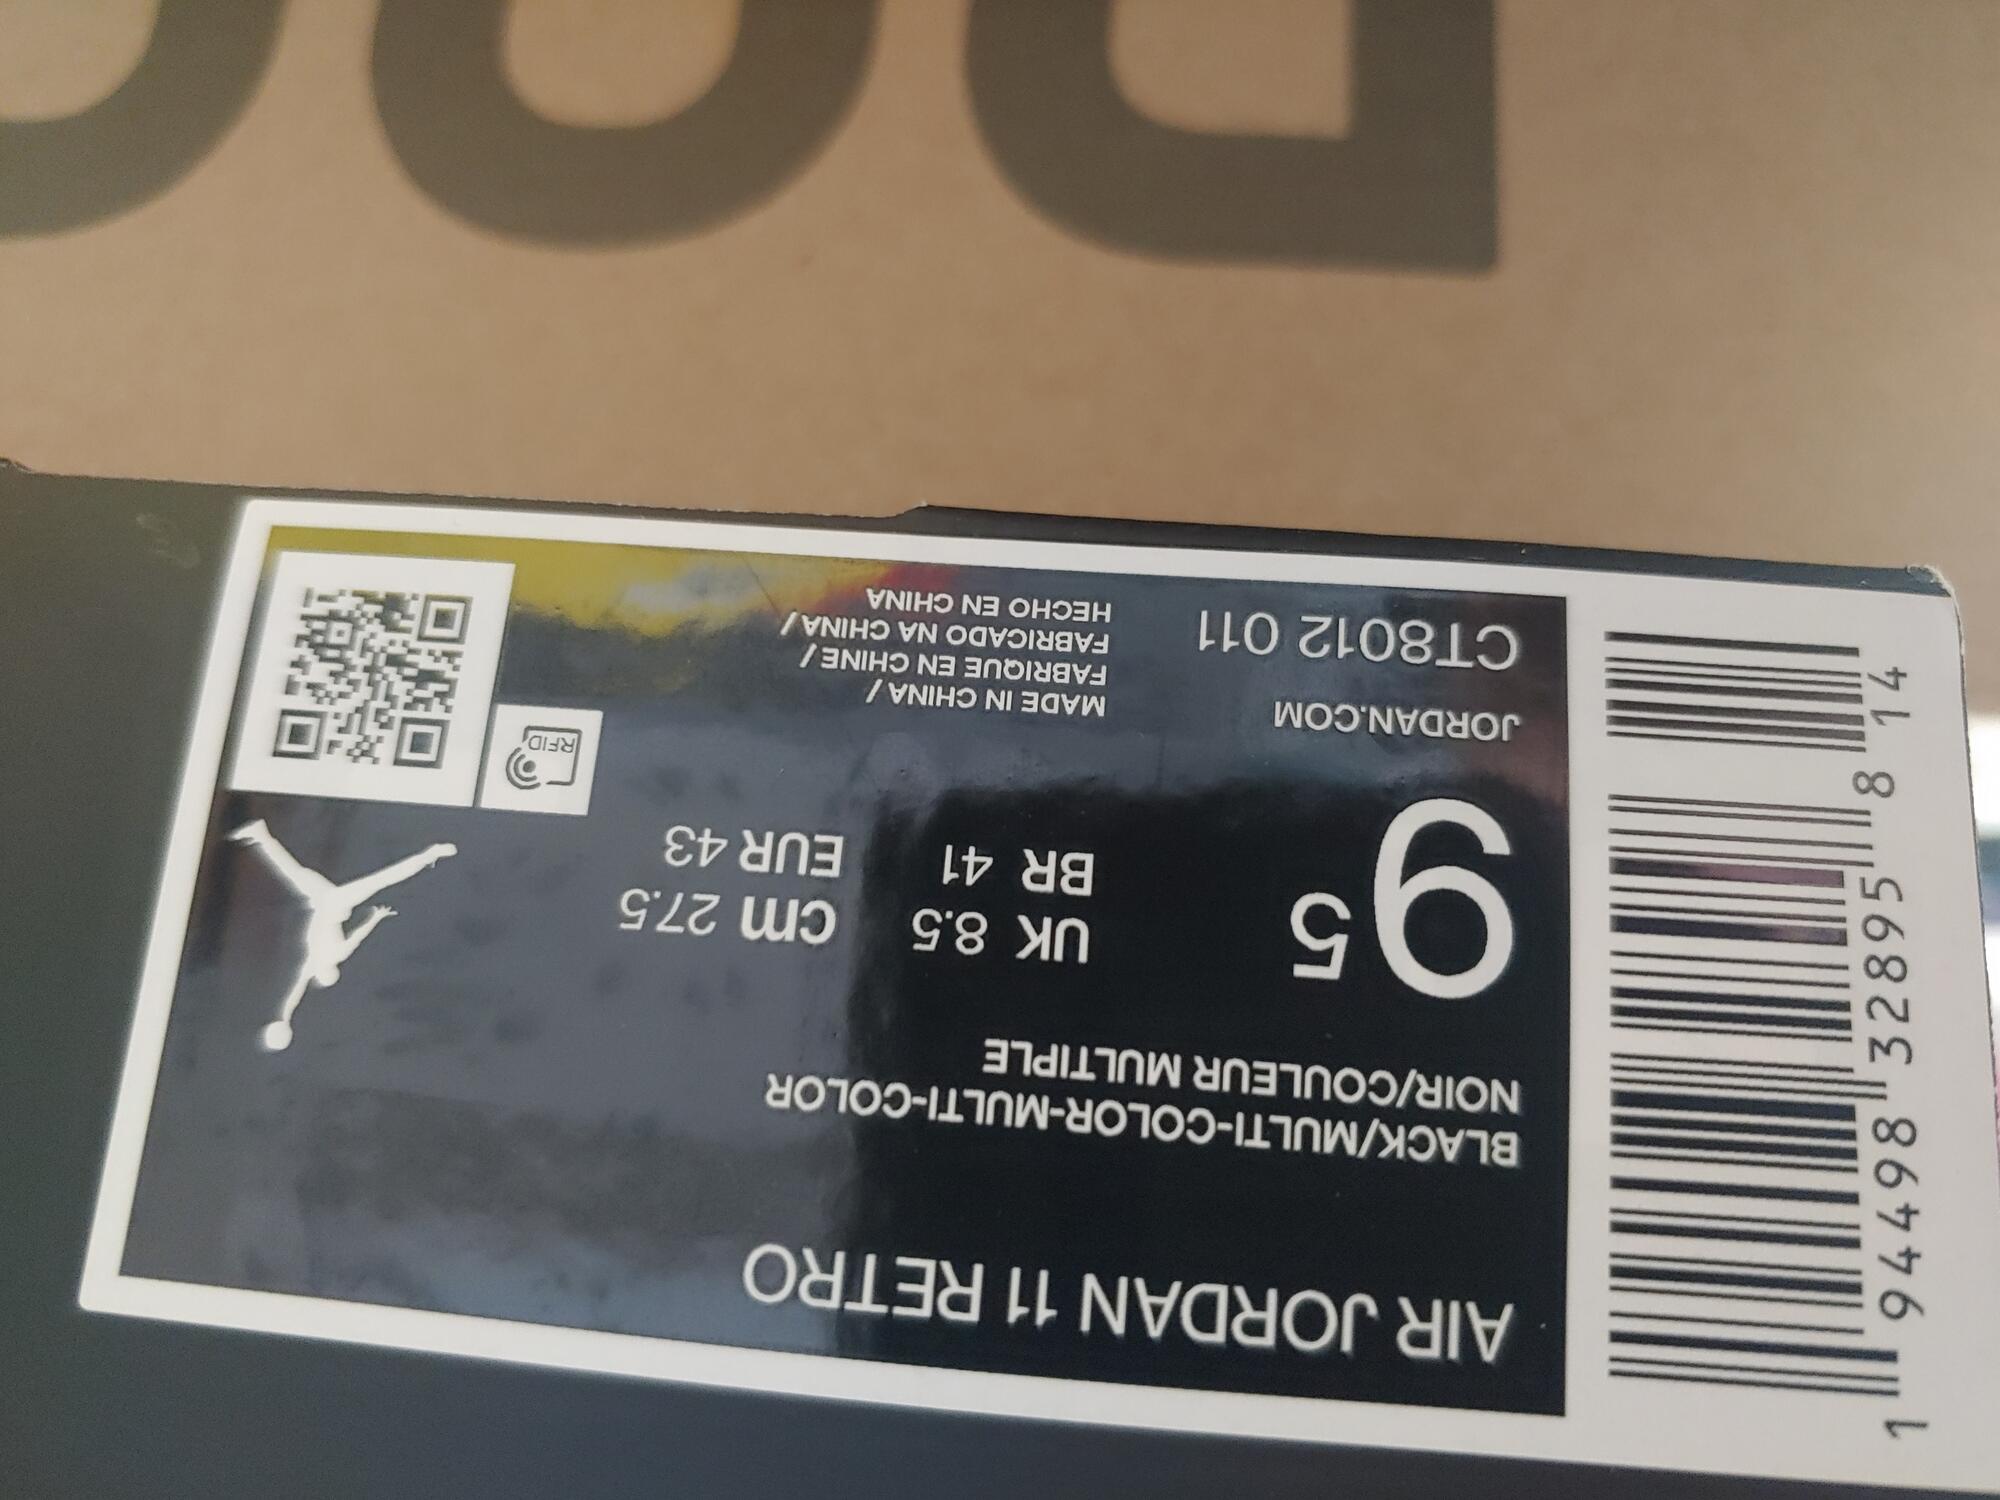 AIR JORDAN 11 RETRO
BLACK/MULTI-COLOR-MULTI-COLOR
NOIR/COULEUR MULTIPLE
9 5
UK 8.5
cm 27.5
BR 41
EUR 43
JORDAN.COM
CT8012 011
MADE IN CHINA /
FABRIQUE EN CHINE /
FABRICADO NA CHINA /
HECHO EN CHINA
RFID
1 94498 32895 8 14